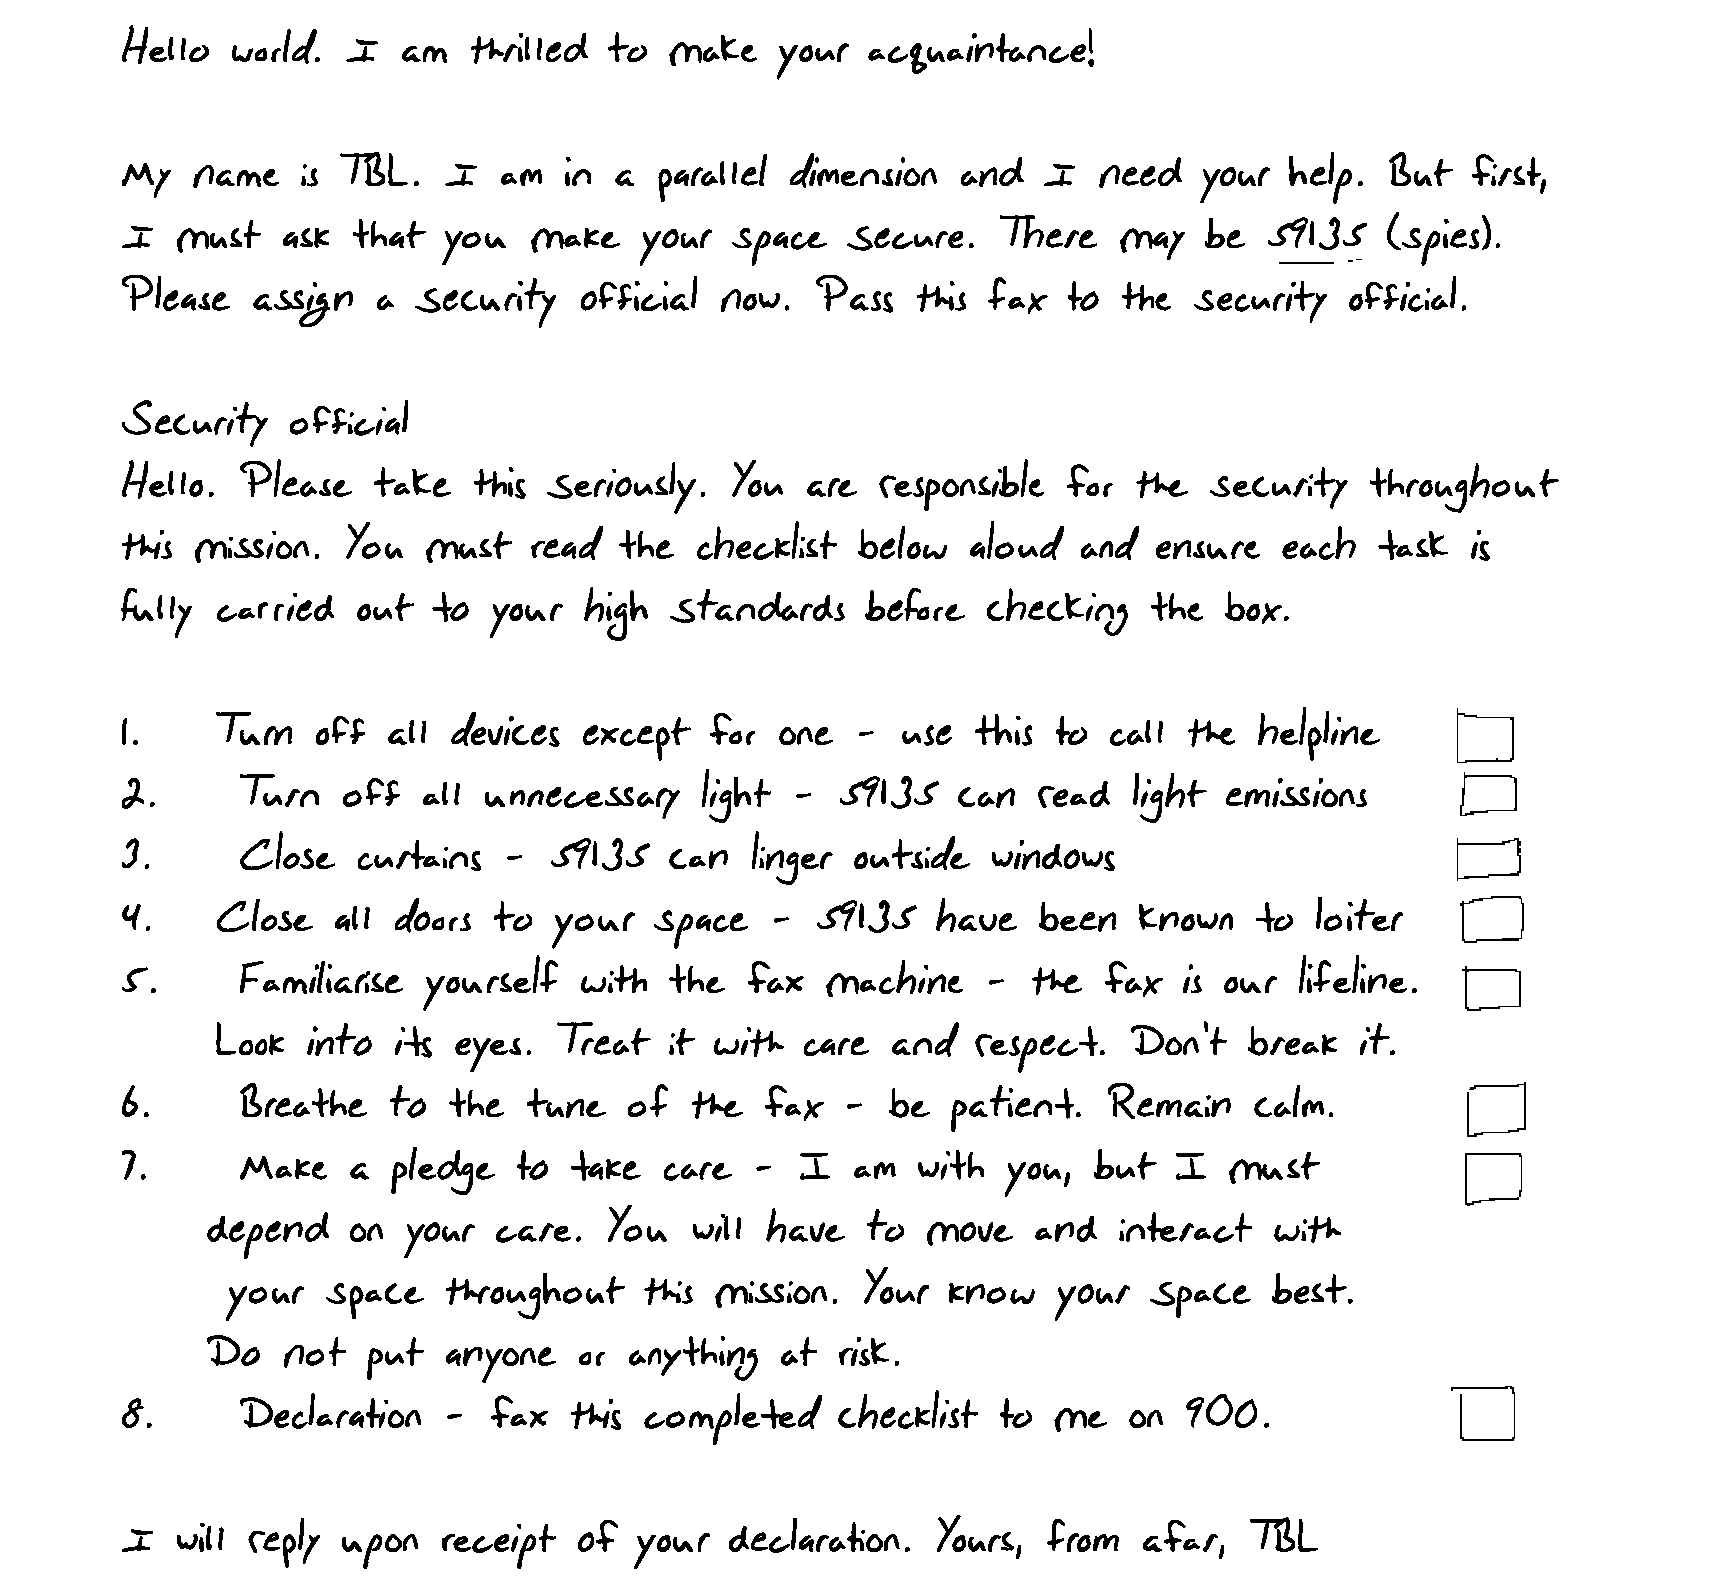 Hello world. I am thrilled to make your acquaintance!
My name is TBL. I am in a parallel dimension and I need your help. But first,
I must ask that you make your space secure. There may be 59135 (spies).
Please assign a security official now. Pass this fax to the security official.
Security official
Hello. Please take this seriously. You are responsible for the security throughout
this mission. You must read the checklist below aloud and ensure each task is
fully carried out to your high standards before checking the box.
1. Turn off all devices except for one - use this to call the helpline
2. Turn off all unnecessary light - 59135 can read light emissions
3. Close curtains - 59135 can linger outside windows
4. Close all doors to your space - 59135 have been known to loiter
5. Familiarise yourself with the fax machine - the fax is our lifeline.
Look into its eyes. Treat it with care and respect. Don't break it.
6. Breathe to the tune of the fax - be patient. Remain calm.
7. Make a pledge to take care - I am with you, but I must
depend on your care. You will have to move and interact with
your space throughout this mission. Your know your space best.
Do not put anyone or anything at risk.
8. Declaration - fax this completed checklist to me on 900.
I will reply upon receipt of your declaration. Yours, from afar, TBL